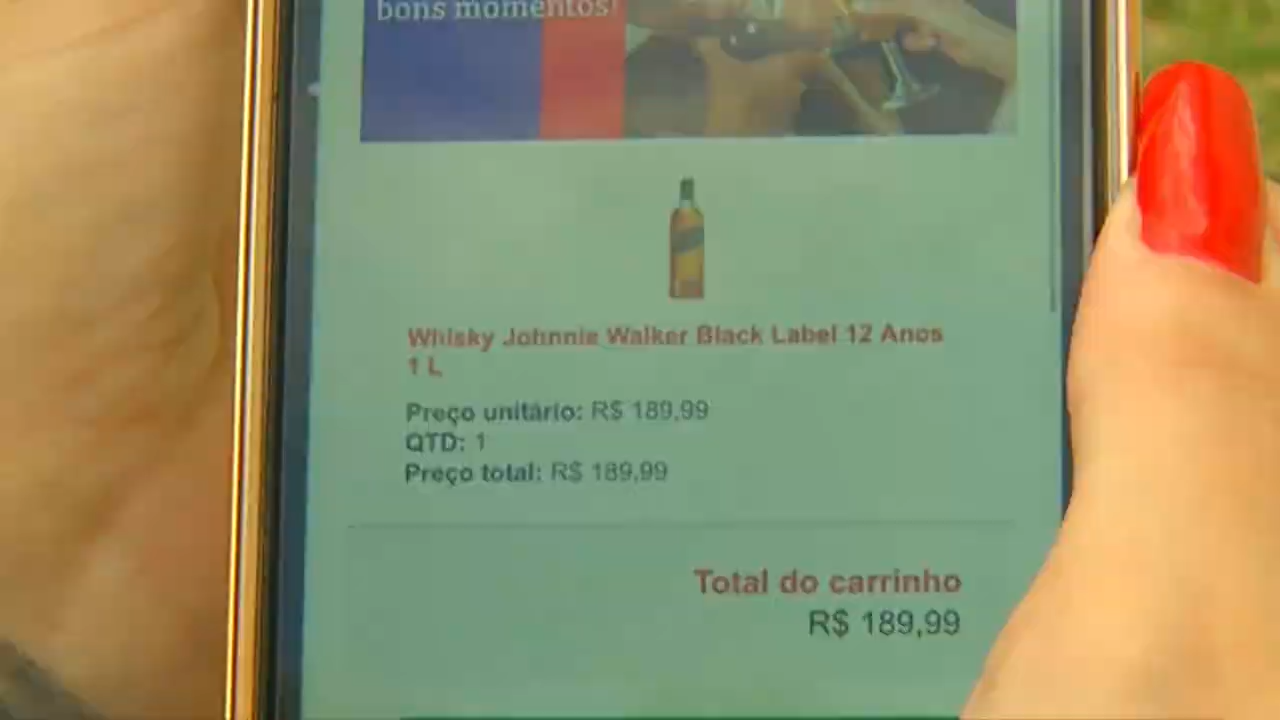 bons momentos!
Whisky Johnnie Walker Black Label 12 Anos
1 L
Preço unitário: R$ 189,99
QTD: 1
Preço total: R$ 189,99
Total do carrinho
R$ 189,99